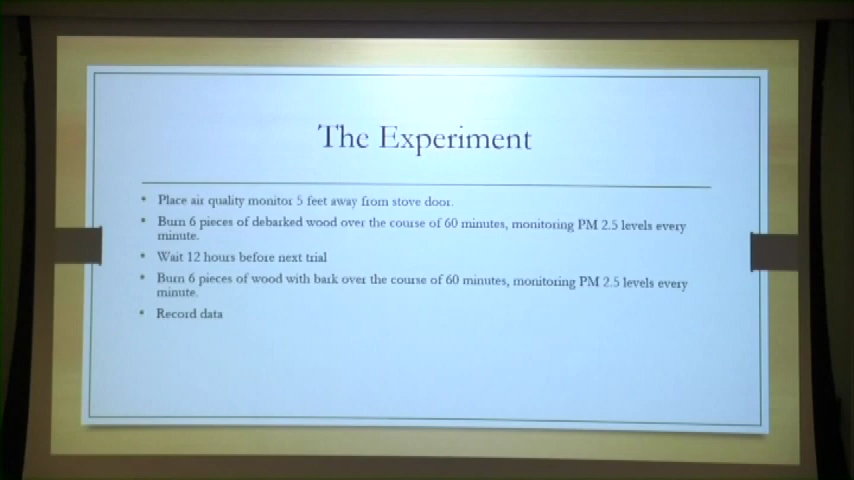 The Experiment
• Place air quality monitor 5 feet away from stove door.
• Burn 6 pieces of debarked wood over the course of 60 minutes, monitoring PM 2.5 levels every
minute.
• Wait 12 hours before next trial
• Burn 6 pieces of wood with bark over the course of 60 minutes, monitoring PM 2.5 levels every
minute.
• Record data